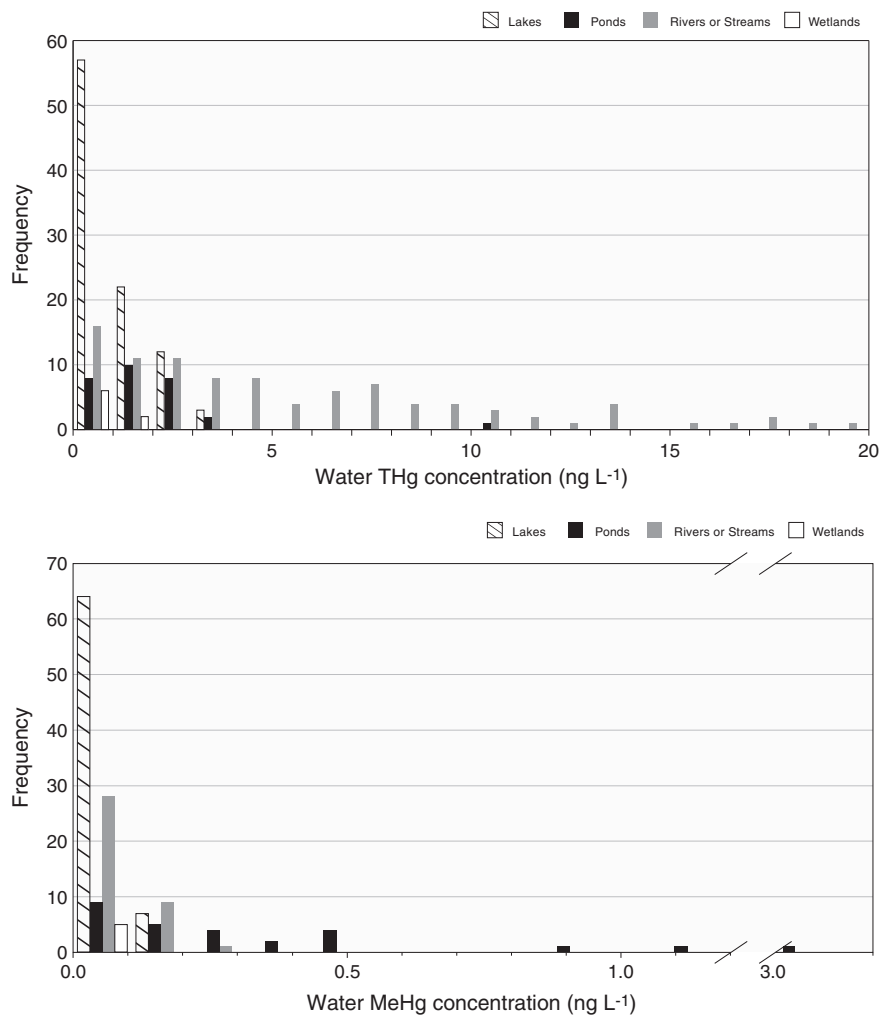 Lakes Ponds Rivers or Streams Wetlands
60
50
40
30
20
10
0
Frequency
0 5 10 15 20
Water THg concentration (ng L-1)
Lakes Ponds Rivers or Streams Wetlands
70
60
50
40
30
20
10
0
Frequency
0.0 0.5 1.0 3.0
Water MeHg concentration (ng L-1)